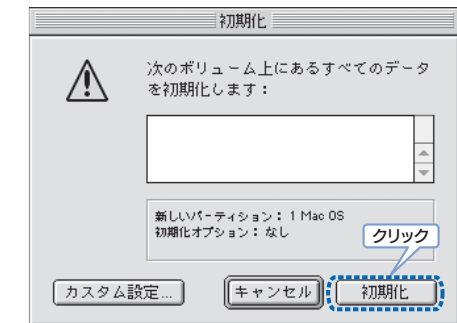 初期化
次のボリューム上にあるすべてのデータ
を初期化します：
新しいパーティション：1 Mac OS
初期化オプション：なし
クリック
カスタム設定...
キャンセル
初期化